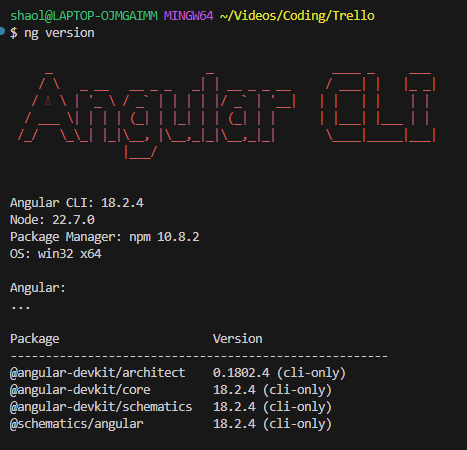 shaol@LAPTOP-OJMGAIMM MINGW64 ~/Videos/Coding/Trello
$ ng version
Angular CLI
Angular CLI: 18.2.4
Node: 22.7.0
Package Manager: npm 10.8.2
OS: win32 x64
Angular:
...
Package Version
------------------------------------------------------
@angular-devkit/architect 0.1802.4 (cli-only)
@angular-devkit/core 18.2.4 (cli-only)
@angular-devkit/schematics 18.2.4 (cli-only)
@schematics/angular 18.2.4 (cli-only)